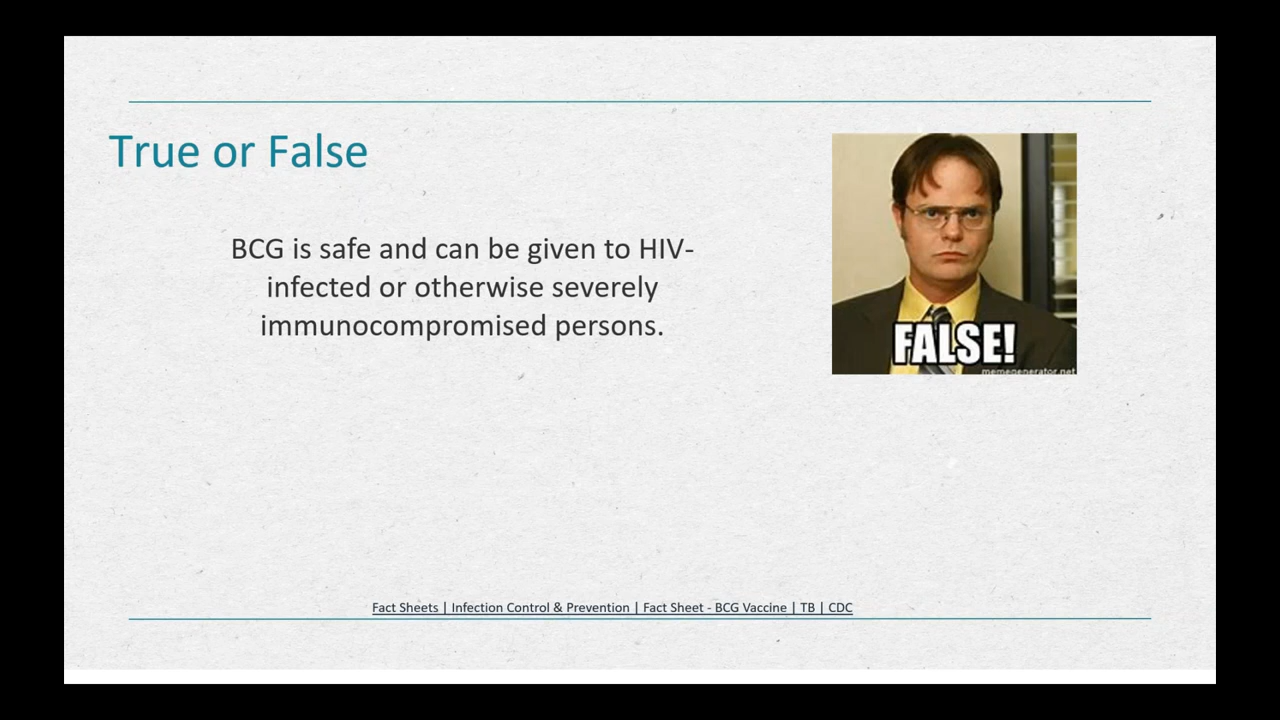 True or False
BCG is safe and can be given to HIV-
infected or otherwise severely
immunocompromised persons.
FALSE!
memegenerator.net
Fact Sheets | Infection Control & Prevention | Fact Sheet - BCG Vaccine | TB | CDC